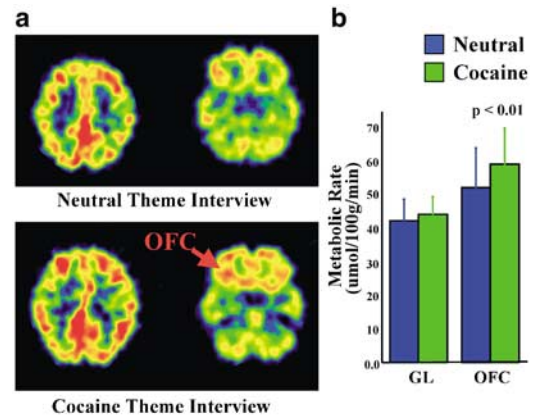 a
Neutral Theme Interview
OFC
Cocaine Theme Interview
b
Neutral
Cocaine
p < 0.01
Metabolic Rate
(umol/100g/min)
70
60
50
40
30
20
10
0.0
GL
OFC